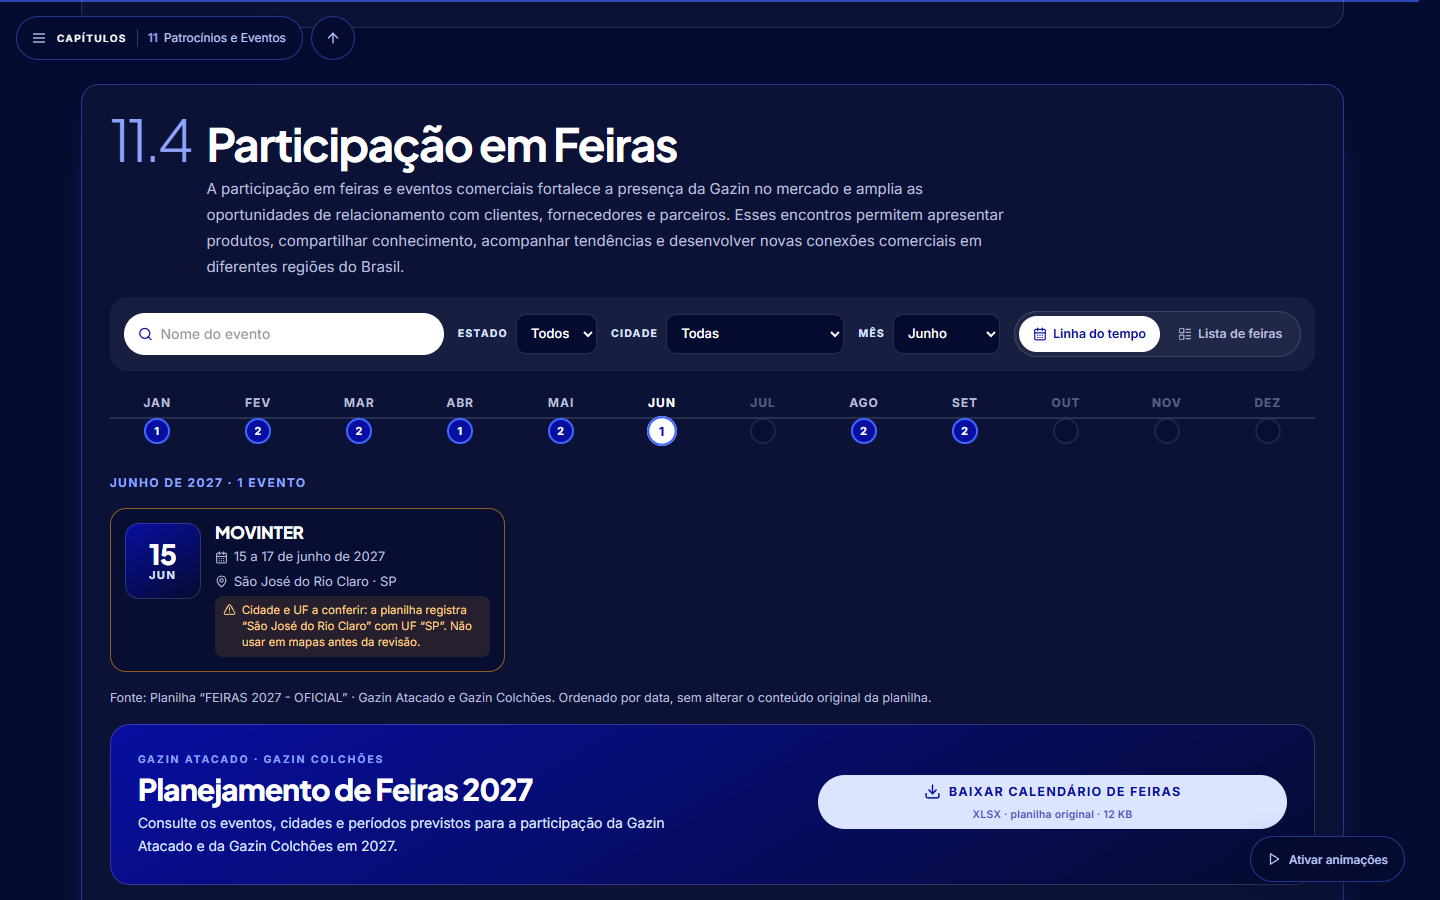 CAPÍTULOS
11 Patrocínios e Eventos
11.4 Participação em Feiras
A participação em feiras e eventos comerciais fortalece a presença da Gazin no mercado e amplia as
oportunidades de relacionamento com clientes, fornecedores e parceiros. Esses encontros permitem apresentar
produtos, compartilhar conhecimento, acompanhar tendências e desenvolver novas conexões comerciais em
diferentes regiões do Brasil.
Nome do evento
ESTADO
Todos
CIDADE
Todas
MÊS
Junho
Linha do tempo
Lista de feiras
JAN FEV MAR ABR MAI JUN JUL AGO SET OUT NOV DEZ
1 2 2 1 2 1 2 2
JUNHO DE 2027 · 1 EVENTO
15
JUN
MOVINTER
15 a 17 de junho de 2027
São José do Rio Claro · SP
Cidade e UF a conferir: a planilha registra
“São José do Rio Claro” com UF “SP”. Não
usar em mapas antes da revisão.
Fonte: Planilha “FEIRAS 2027 - OFICIAL” · Gazin Atacado e Gazin Colchões. Ordenado por data, sem alterar o conteúdo original da planilha.
GAZIN ATACADO · GAZIN COLCHÕES
Planejamento de Feiras 2027
Consulte os eventos, cidades e períodos previstos para a participação da Gazin
Atacado e da Gazin Colchões em 2027.
BAIXAR CALENDÁRIO DE FEIRAS
XLSX · planilha original · 12 KB
Ativar animações